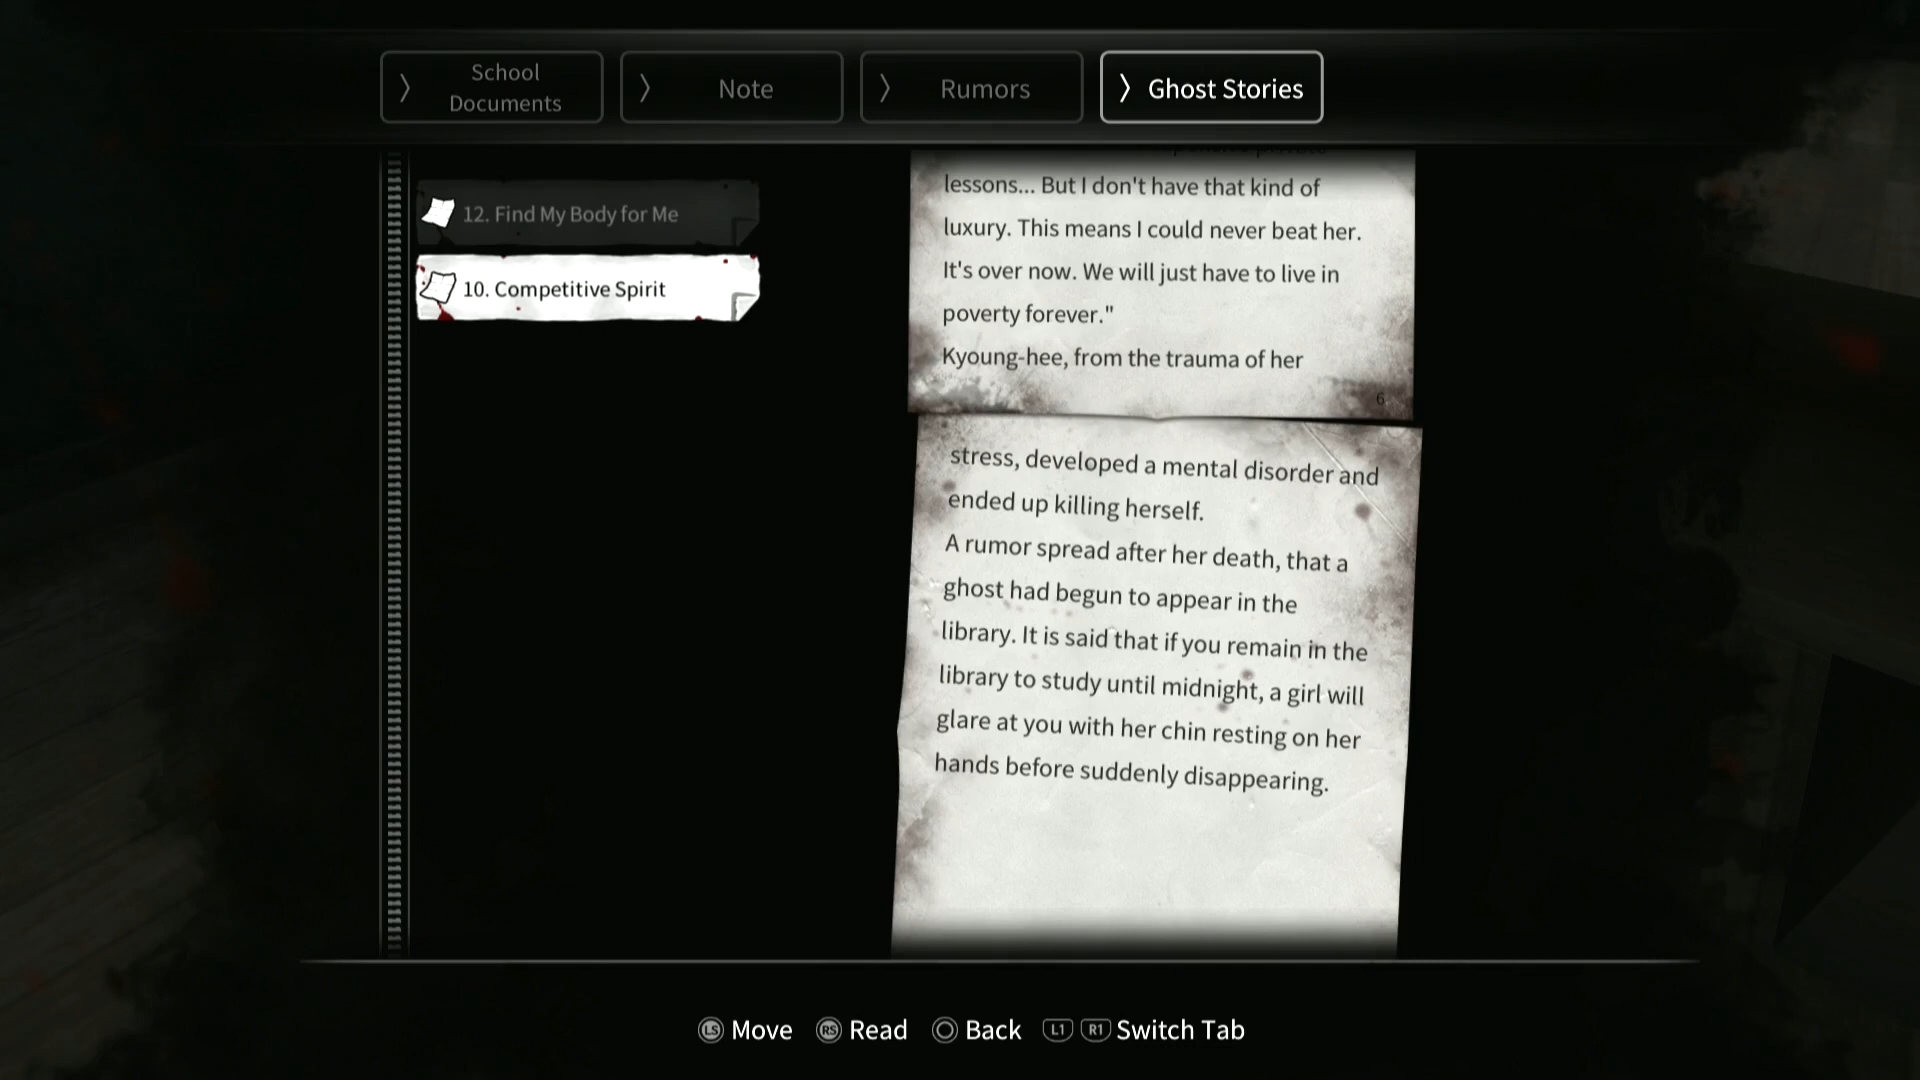 School
Documents
Note
Rumors
Ghost Stories
12. Find My Body for Me
10. Competitive Spirit
lessons... But I don't have that kind of
luxury. This means I could never beat her.
It's over now. We will just have to live in
poverty forever."
Kyoung-hee, from the trauma of her
6
stress, developed a mental disorder and
ended up killing herself.
A rumor spread after her death, that a
ghost had begun to appear in the
library. It is said that if you remain in the
library to study until midnight, a girl will
glare at you with her chin resting on her
hands before suddenly disappearing.
LS Move RS Read Back L1 R1 Switch Tab